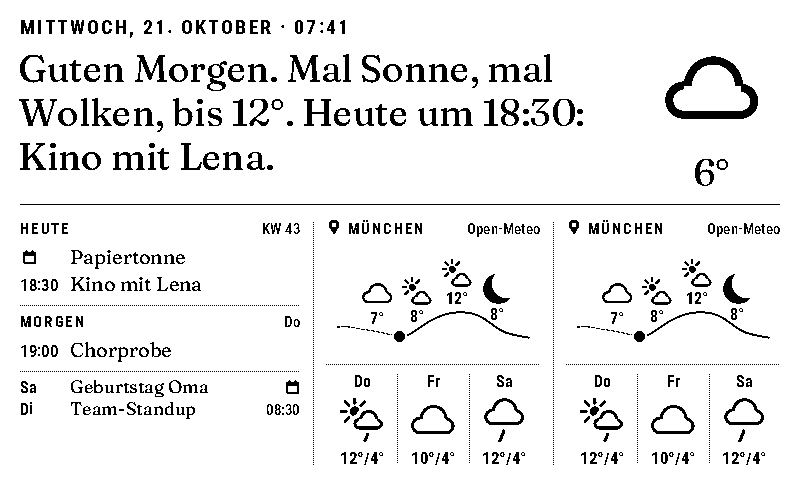 MITTWOCH, 21. OKTOBER · 07:41
Guten Morgen. Mal Sonne, mal
Wolken, bis 12°. Heute um 18:30:
Kino mit Lena.
6°
HEUTE KW 43
Papiertonne
18:30 Kino mit Lena
MORGEN Do
19:00 Chorprobe
Sa Geburtstag Oma
Di Team-Standup 08:30
MÜNCHEN Open-Meteo
7° 8° 12° 8°
Do Fr Sa
12°/4° 10°/4° 12°/4°
MÜNCHEN Open-Meteo
7° 8° 12° 8°
Do Fr Sa
12°/4° 10°/4° 12°/4°